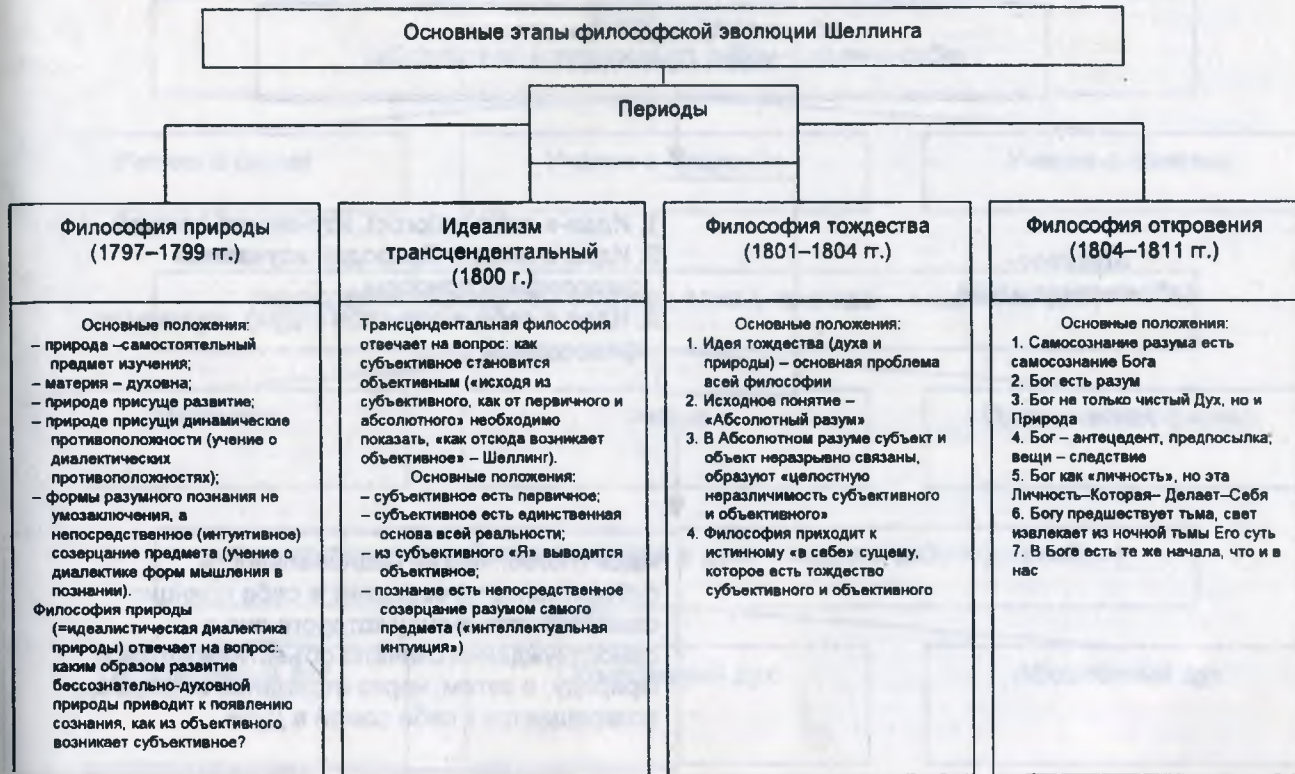 Основные этапы философской эволюции Шеллинга
Периоды
Философия природы
(1797–1799 гг.)
Основные положения:
– природа –самостоятельный
предмет изучения;
– материя – духовна;
– природе присуще развитие;
– природе присущи динамические
противоположности (учение о
диалектических
противоположностях);
– формы разумного познания не
умозаключения, а
непосредственное (интуитивное)
созерцание предмета (учение о
диалектике форм мышления в
познании).
Философия природы
(=идеалистическая диалектика
природы) отвечает на вопрос:
каким образом развитие
бессознательно-духовной
природы приводит к появлению
сознания, как из объективного
возникает субъективное?
Идеализм
трансцендентальный
(1800 г.)
Трансцендентальная философия
отвечает на вопрос: как
субъективное становится
объективным («исходя из
субъективного, как от первичного и
абсолютного» необходимо
показать, «как отсюда возникает
объективное» – Шеллинг).
Основные положения:
– субъективное есть первичное;
– субъективное есть единственная
основа всей реальности;
– из субъективного «Я» выводится
объективное;
– познание есть непосредственное
созерцание разумом самого
предмета («интеллектуальная
интуиция»)
Философия тождества
(1801–1804 гг.)
Основные положения:
1. Идея тождества (духа и
природы) – основная проблема
всей философии
2. Исходное понятие –
«Абсолютный разум»
3. В Абсолютном разуме субъект и
объект неразрывно связаны,
образуют «целостную
неразличимость субъективного
и объективного»
4. Философия приходит к
истинному «в себе» сущему,
которое есть тождество
субъективного и объективного
Философия откровения
(1804–1811 гг.)
Основные положения:
1. Самосознание разума есть
самосознание Бога
2. Бог есть разум
3. Бог не только чистый Дух, но и
Природа
4. Бог – антецедент, предпосылка;
вещи – следствие
5. Бог как «личность», но эта
Личность–Которая– Делает–Себя
6. Богу предшествует тьма, свет
извлекает из ночной тьмы Его суть
7. В Боге есть те же начала, что и в
нас